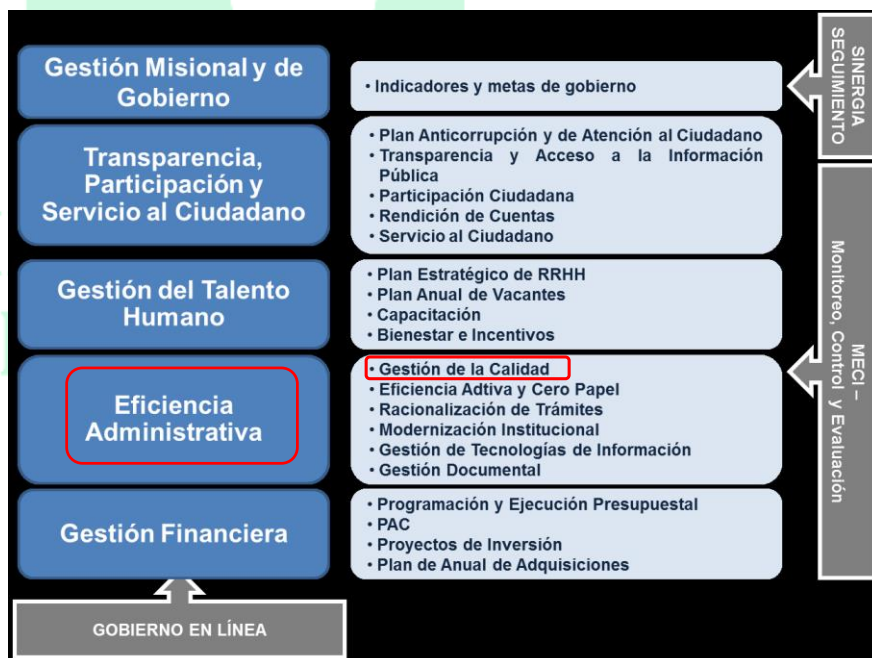 Gestión Misional y de
Gobierno
• Indicadores y metas de gobierno
SINERGIA
SEGUIMIENTO
Transparencia,
Participación y
Servicio al Ciudadano
• Plan Anticorrupción y de Atención al Ciudadano
• Transparencia y Acceso a la Información
Pública
• Participación Ciudadana
• Rendición de Cuentas
• Servicio al Ciudadano
Gestión del Talento
Humano
• Plan Estratégico de RRHH
• Plan Anual de Vacantes
• Capacitación
• Bienestar e Incentivos
MECI –
Monitoreo, Control y Evaluación
Eficiencia
Administrativa
• Gestión de la Calidad
• Eficiencia Adtiva y Cero Papel
• Racionalización de Trámites
• Modernización Institucional
• Gestión de Tecnologías de Información
• Gestión Documental
Gestión Financiera
• Programación y Ejecución Presupuestal
• PAC
• Proyectos de Inversión
• Plan de Anual de Adquisiciones
GOBIERNO EN LÍNEA